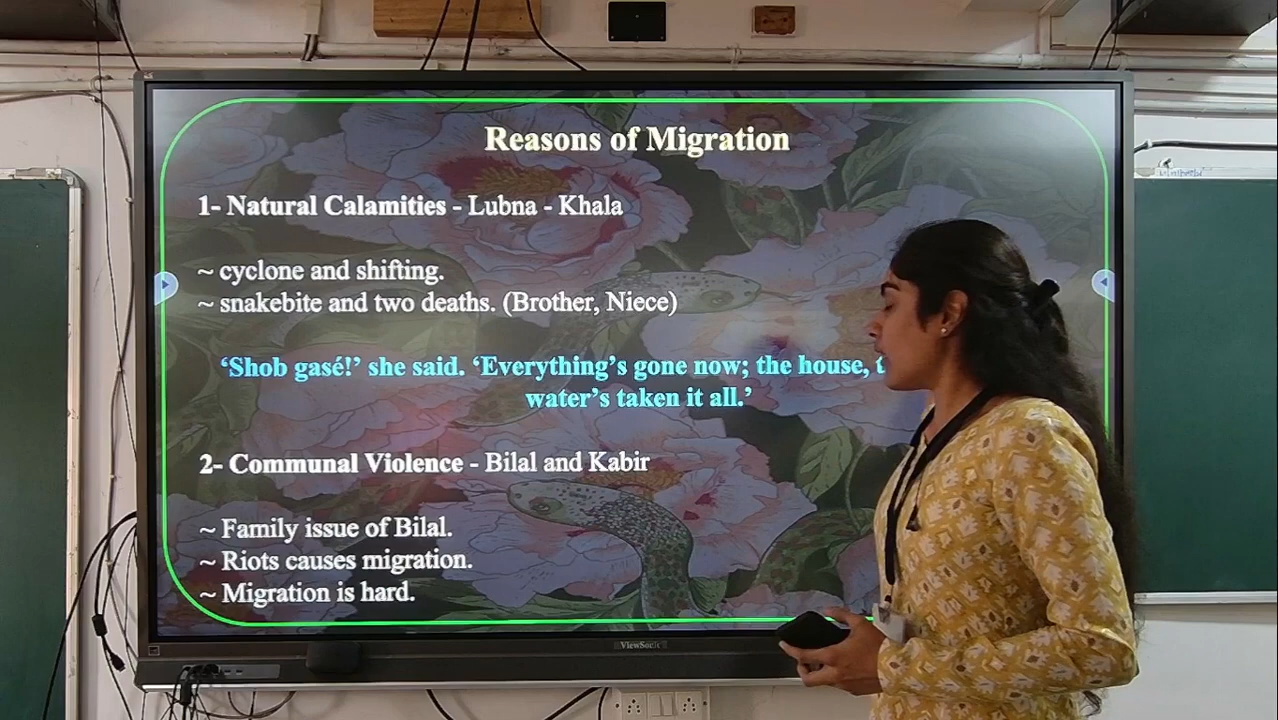 Reasons of Migration
1- Natural Calamities - Lubna - Khala
~ cyclone and shifting.
~ snakebite and two deaths. (Brother, Niece)
‘Shob gasé!’ she said. ‘Everything’s gone now; the house,
water’s taken it all.’
2- Communal Violence - Bilal and Kabir
~ Family issue of Bilal.
~ Riots causes migration.
~ Migration is hard.
ViewSonic